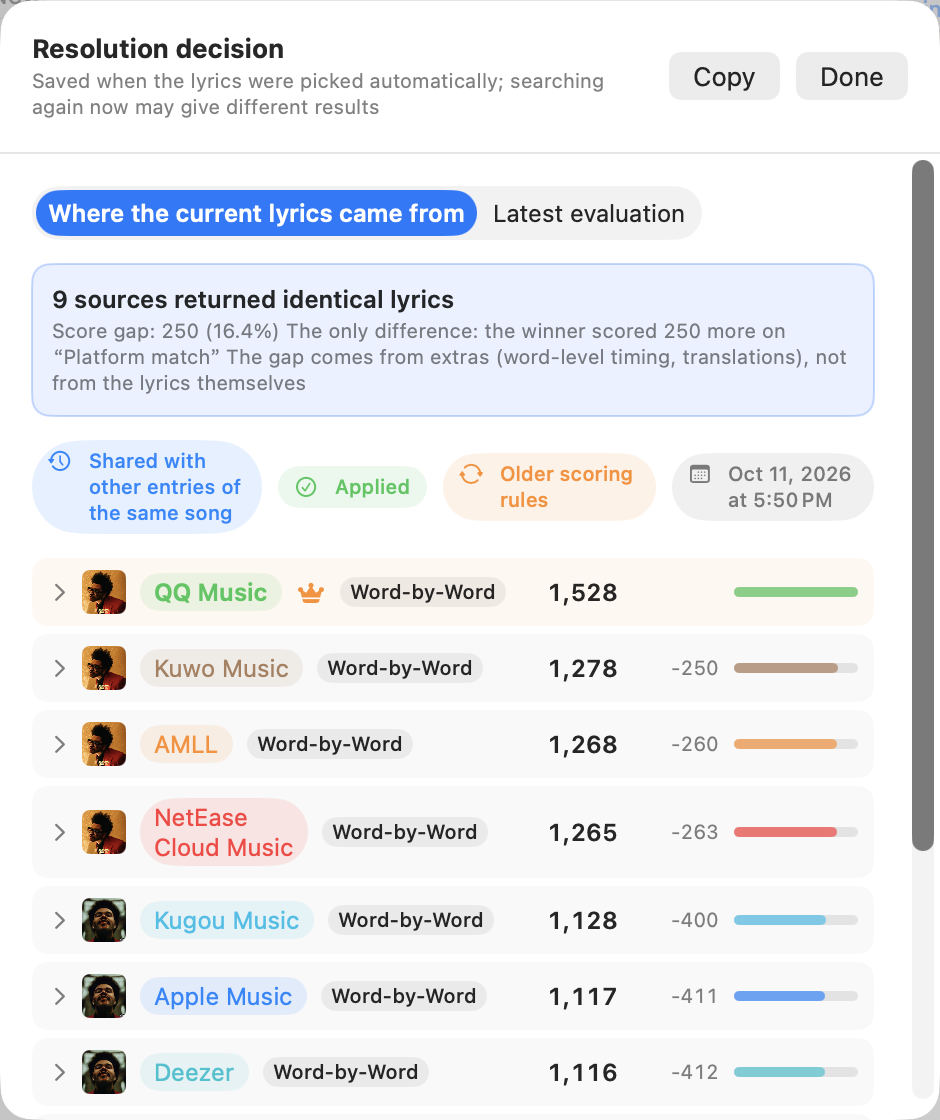 Resolution decision
Saved when the lyrics were picked automatically; searching
again now may give different results
Copy
Done
Where the current lyrics came from
Latest evaluation
9 sources returned identical lyrics
Score gap: 250 (16.4%) The only difference: the winner scored 250 more on
“Platform match” The gap comes from extras (word-level timing, translations), not
from the lyrics themselves
Shared with
other entries of
the same song
Applied
Older scoring
rules
Oct 11, 2026
at 5:50 PM
QQ Music Word-by-Word 1,528
Kuwo Music Word-by-Word 1,278 -250
AMLL Word-by-Word 1,268 -260
NetEase
Cloud Music Word-by-Word 1,265 -263
Kugou Music Word-by-Word 1,128 -400
Apple Music Word-by-Word 1,117 -411
Deezer Word-by-Word 1,116 -412